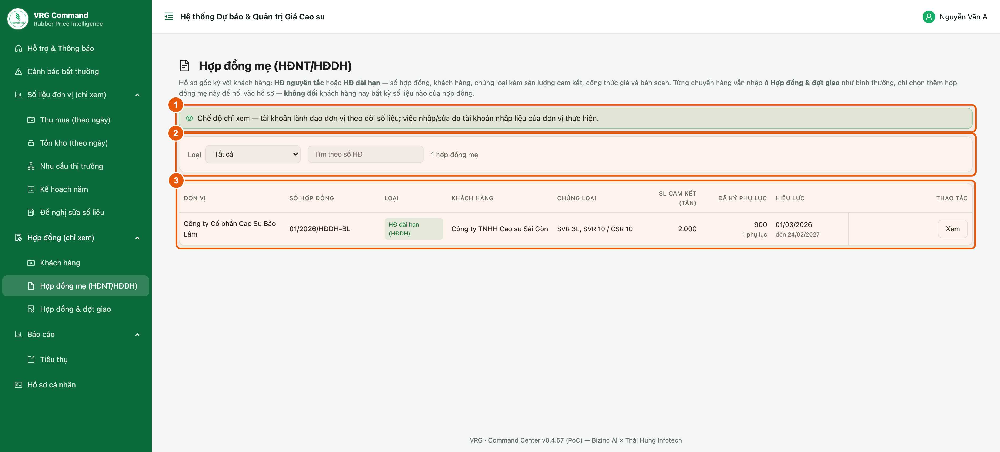 VRG Command
Rubber Price Intelligence
Hỗ trợ & Thông báo
Cảnh báo bất thường
Số liệu đơn vị (chỉ xem)
Thu mua (theo ngày)
Tồn kho (theo ngày)
Nhu cầu thị trường
Kế hoạch năm
Đề nghị sửa số liệu
Hợp đồng (chỉ xem)
Khách hàng
Hợp đồng mẹ (HĐNT/HĐDH)
Hợp đồng & đợt giao
Báo cáo
Tiêu thụ
Hồ sơ cá nhân
Hệ thống Dự báo & Quản trị Giá Cao su
Nguyễn Văn A
Hợp đồng mẹ (HĐNT/HĐDH)
Hồ sơ gốc ký với khách hàng: HĐ nguyên tắc hoặc HĐ dài hạn — số hợp đồng, khách hàng, chủng loại kèm sản lượng cam kết, công thức giá và bản scan. Từng chuyến hàng vẫn nhập ở Hợp đồng & đợt giao như bình thường, chỉ chọn thêm hợp
đồng mẹ này để nối vào hồ sơ — không đổi khách hàng hay bất kỳ số liệu nào của hợp đồng.
1
Chế độ chỉ xem — tài khoản lãnh đạo đơn vị theo dõi số liệu; việc nhập/sửa do tài khoản nhập liệu của đơn vị thực hiện.
2
Loại Tất cả Tìm theo số HĐ 1 hợp đồng mẹ
3
ĐƠN VỊ SỐ HỢP ĐỒNG LOẠI KHÁCH HÀNG CHỦNG LOẠI SL CAM KẾT (TẤN) ĐÃ KÝ PHỤ LỤC HIỆU LỰC THAO TÁC
Công ty Cổ phần Cao Su Bảo Lâm 01/2026/HĐDH-BL HĐ dài hạn (HĐDH) Công ty TNHH Cao su Sài Gòn SVR 3L, SVR 10 / CSR 10 2.000 900 1 phụ lục 01/03/2026 đến 24/02/2027 Xem
VRG · Command Center v0.4.57 (PoC) — Bizino AI × Thái Hưng Infotech